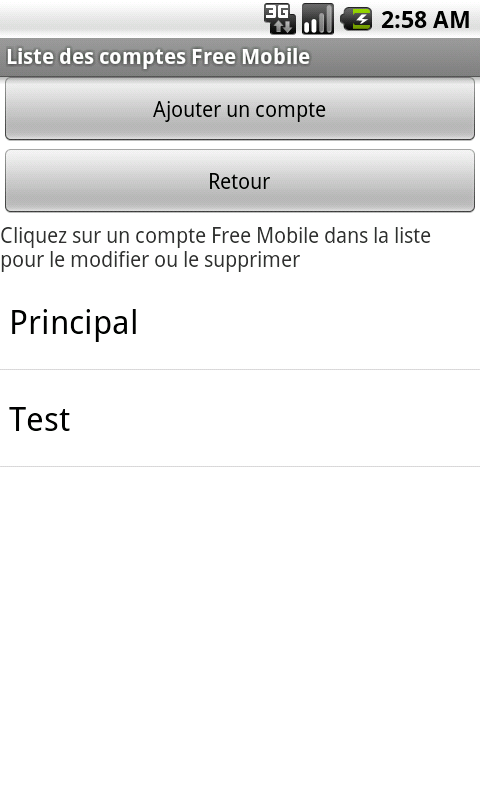 3G
2:58 AM
Liste des comptes Free Mobile
Ajouter un compte
Retour
Cliquez sur un compte Free Mobile dans la liste
pour le modifier ou le supprimer
Principal
Test